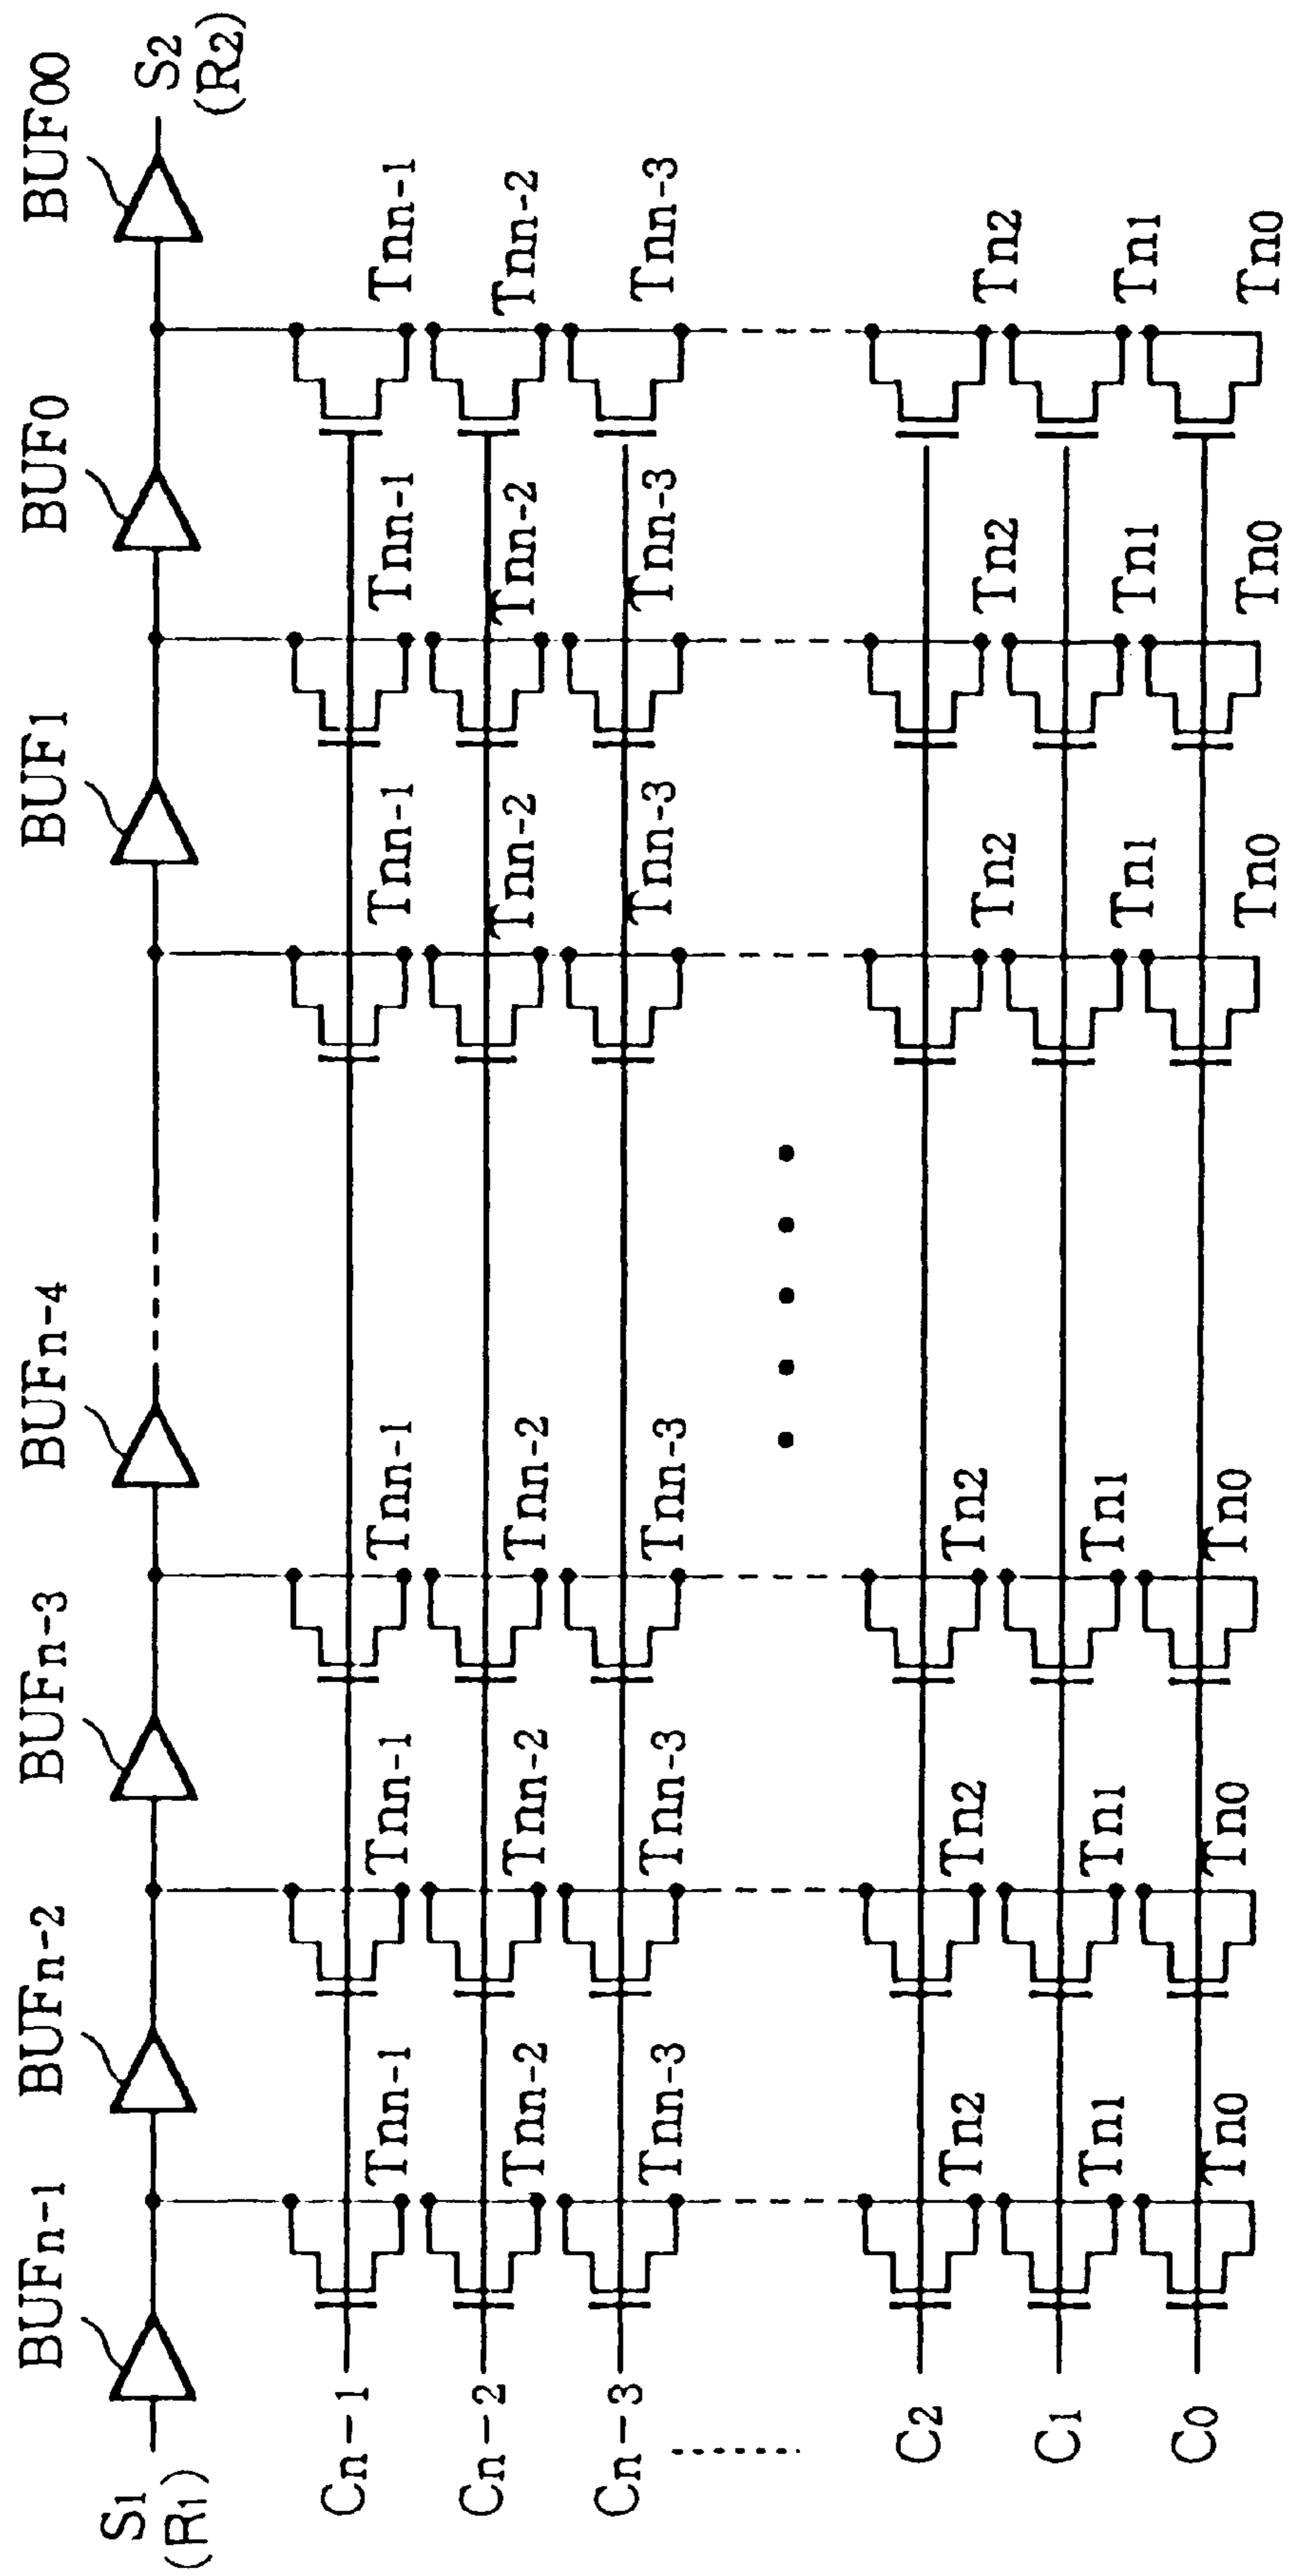 BUFn-1 BUFn-2 BUFn-3 BUFn-4 BUF1 BUF0 BUF00
S1 S2
(R1) (R2)
Cn-1 Tnn-1 Tnn-1 Tnn-1 Tnn-1 Tnn-1 Tnn-1
Cn-2 Tnn-2 Tnn-2 Tnn-2 Tnn-2 Tnn-2 Tnn-2
Cn-3 Tnn-3 Tnn-3 Tnn-3 Tnn-3 Tnn-3 Tnn-3
C2 Tn2 Tn2 Tn2 Tn2 Tn2 Tn2
C1 Tn1 Tn1 Tn1 Tn1 Tn1 Tn1
C0 Tn0 Tn0 Tn0 Tn0 Tn0 Tn0